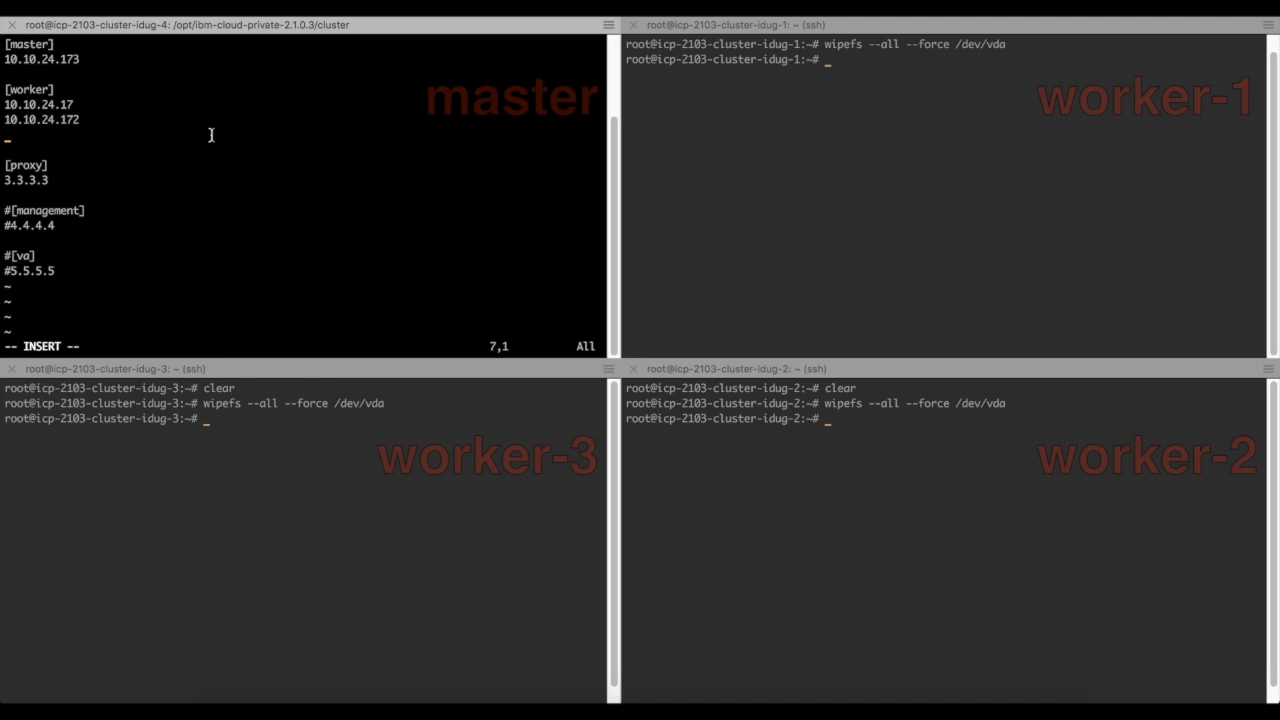 root@icp-2103-cluster-idug-4: /opt/ibm-cloud-private-2.1.0.3/cluster
[master]
10.10.24.173
[worker]
10.10.24.17
10.10.24.172
[proxy]
3.3.3.3
#[management]
#4.4.4.4
#[va]
#5.5.5.5
~
~
~
~
-- INSERT -- 7,1 All
master
root@icp-2103-cluster-idug-1: ~ (ssh)
root@icp-2103-cluster-idug-1:~# wipefs --all --force /dev/vda
root@icp-2103-cluster-idug-1:~# _
worker-1
root@icp-2103-cluster-idug-3: ~ (ssh)
root@icp-2103-cluster-idug-3:~# clear
root@icp-2103-cluster-idug-3:~# wipefs --all --force /dev/vda
root@icp-2103-cluster-idug-3:~# _
worker-3
root@icp-2103-cluster-idug-2: ~ (ssh)
root@icp-2103-cluster-idug-2:~# clear
root@icp-2103-cluster-idug-2:~# wipefs --all --force /dev/vda
root@icp-2103-cluster-idug-2:~# _
worker-2